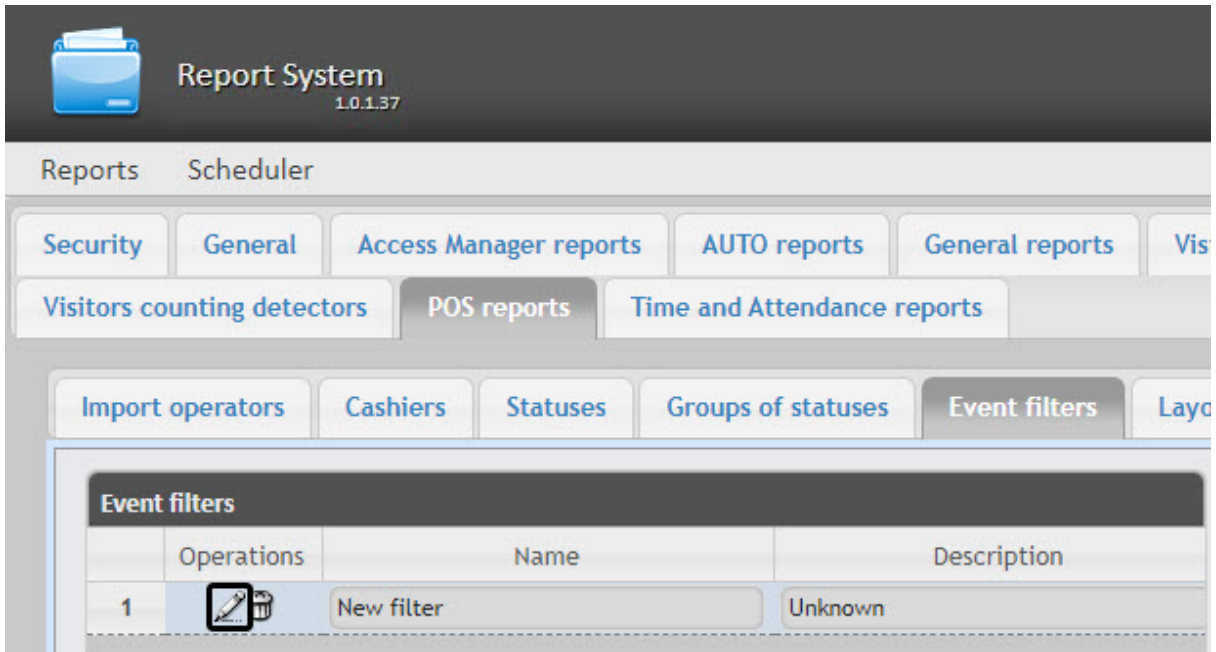 Report System
1.0.1.37
Reports Scheduler
Security General Access Manager reports AUTO reports General reports Vis
Visitors counting detectors POS reports Time and Attendance reports
Import operators Cashiers Statuses Groups of statuses Event filters Layo
Event filters
Operations Name Description
1 New filter Unknown